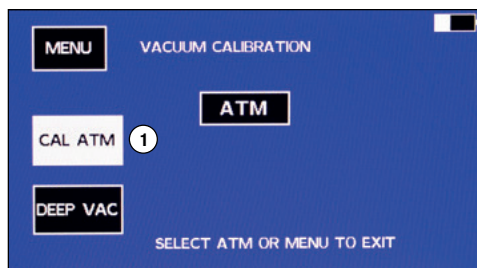 MENU VACUUM CALIBRATION
ATM
CAL ATM 1
DEEP VAC
SELECT ATM OR MENU TO EXIT